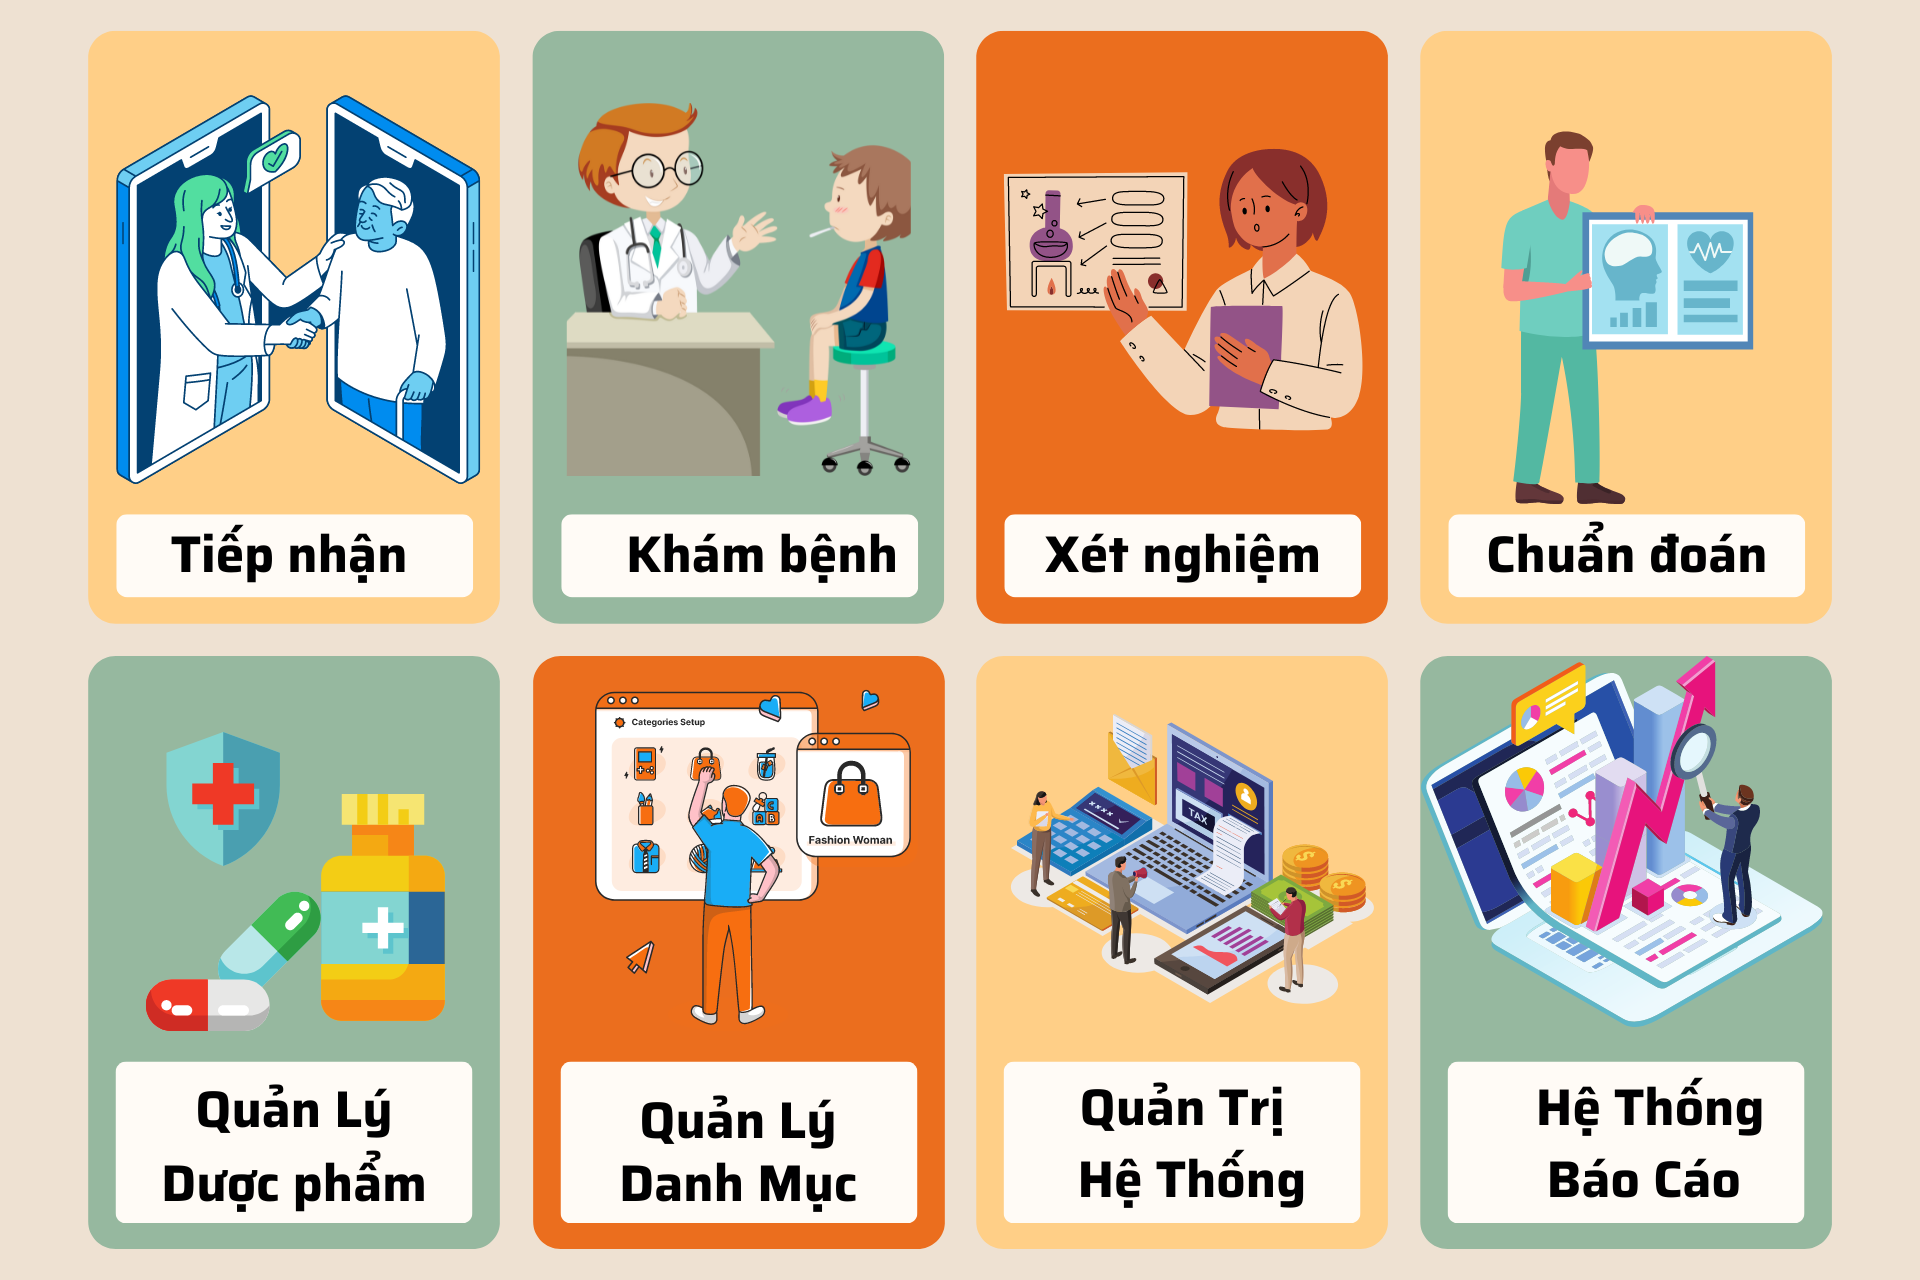 Tiếp nhận
Khám bệnh
Xét nghiệm
Chuẩn đoán
Categories Setup
C
A B
Fashion Woman
TAX
Quản Lý
Dược phẩm
Quản Lý
Danh Mục
Quản Trị
Hệ Thống
Hệ Thống
Báo Cáo